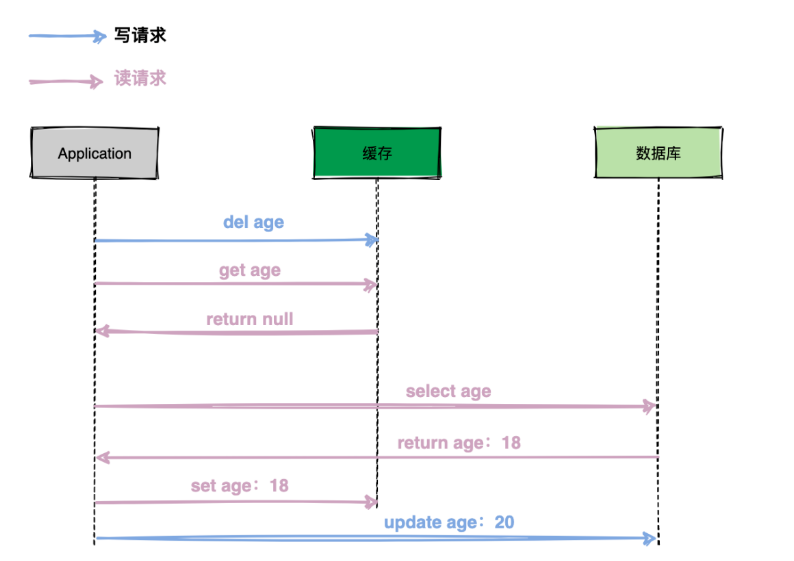 写请求
读请求
Application
缓存
数据库
del age
get age
return null
select age
return age：18
set age：18
update age：20